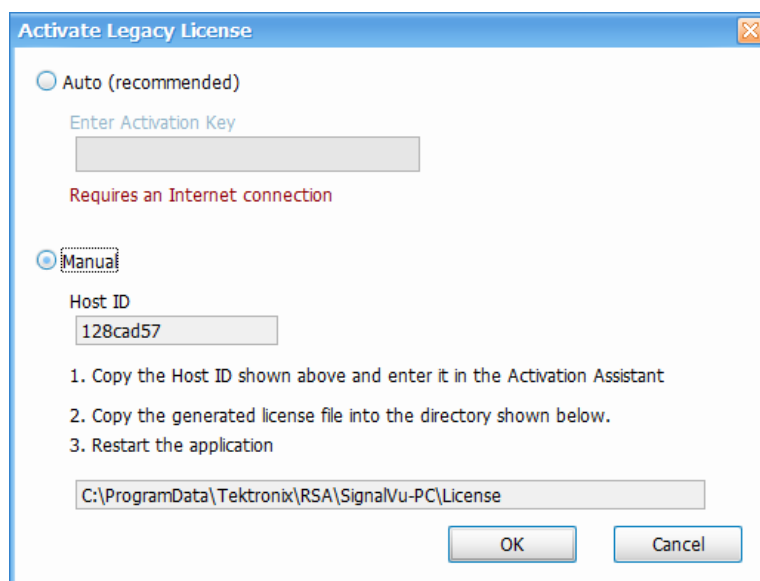 Activate Legacy License
Auto (recommended)
Enter Activation Key
Requires an Internet connection
Manual
Host ID
128cad57
1. Copy the Host ID shown above and enter it in the Activation Assistant
2. Copy the generated license file into the directory shown below.
3. Restart the application
C:\ProgramData\Tektronix\RSA\SignalVu-PC\License
OK Cancel